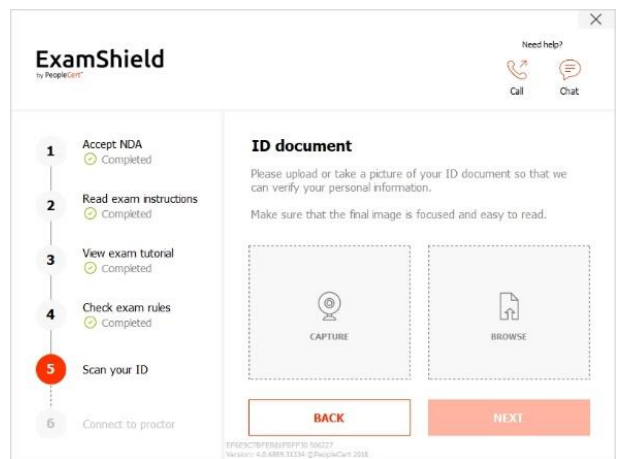 Need help?
ExamShield
by PeopleCert
Call
Chat
1
Accept NDA
Completed
2
Read exam instructions
Completed
3
View exam tutorial
Completed
4
Check exam rules
Completed
5
Scan your ID
6
Connect to proctor
ID document
Please upload or take a picture of your ID document so that we
can verify your personal information.
Make sure that the final image is focused and easy to read.
CAPTURE
BROWSE
BACK
NEXT
©PeopleCert 2018